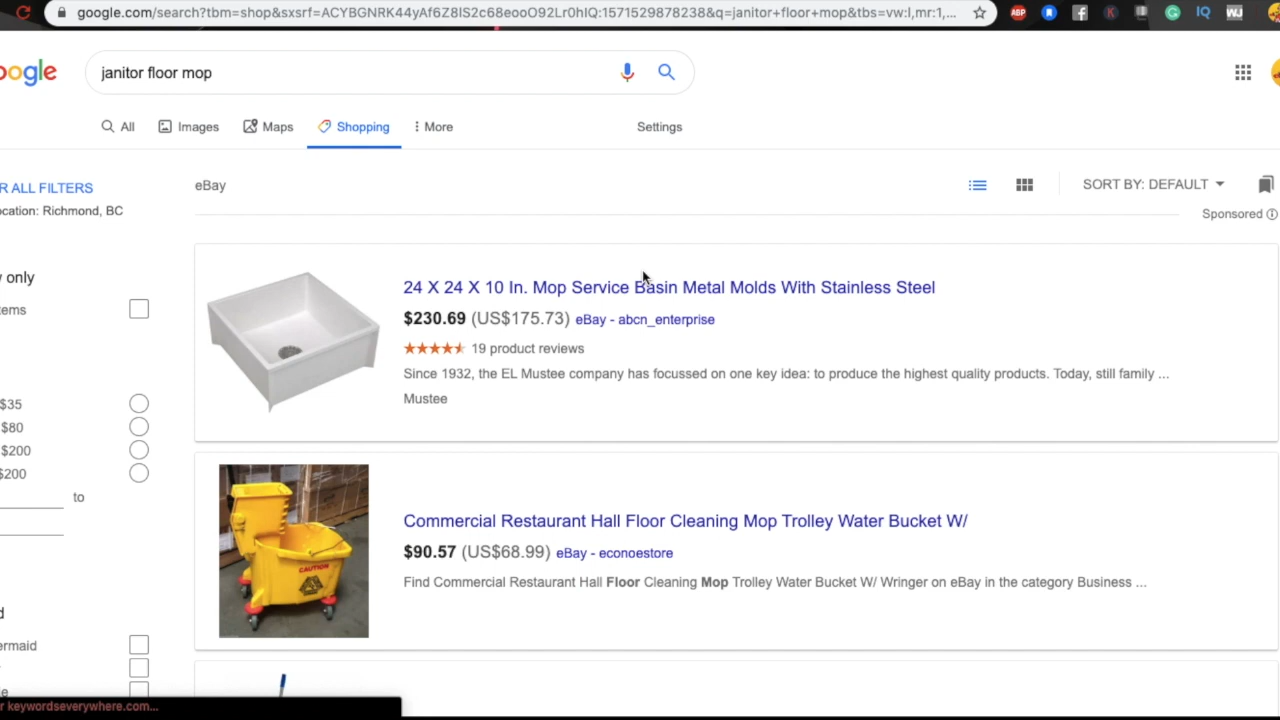 google.com/search?tbm=shop&sxsrf=ACYBGNRK44yAf6Z8IS2c68eooO92Lr0hIQ:1571529878238&q=janitor+floor+mop&tbs=vw:l,mr:1,...
ABP
IQ
WJ
oogle
janitor floor mop
All
Images
Maps
Shopping
More
Settings
R ALL FILTERS
eBay
SORT BY: DEFAULT
ocation: Richmond, BC
Sponsored
w only
24 X 24 X 10 In. Mop Service Basin Metal Molds With Stainless Steel
tems
$230.69 (US$175.73) eBay - abcn_enterprise
19 product reviews
Since 1932, the EL Mustee company has focussed on one key idea: to produce the highest quality products. Today, still family ...
Mustee
$35
$80
$200
$200
to
Commercial Restaurant Hall Floor Cleaning Mop Trolley Water Bucket W/
$90.57 (US$68.99) eBay - econoestore
Find Commercial Restaurant Hall Floor Cleaning Mop Trolley Water Bucket W/ Wringer on eBay in the category Business ...
CAUTION
d
ermaid
e
r keywordseverywhere.com...